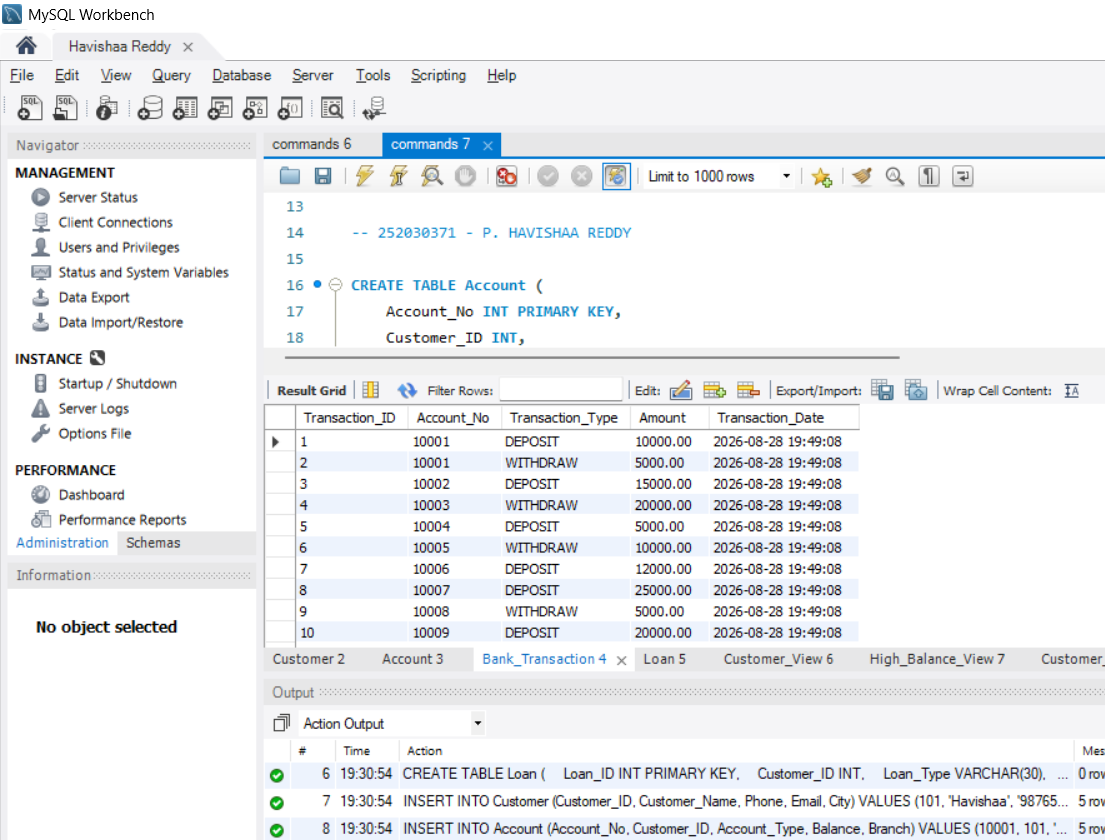 MySQL Workbench
Havishaa Reddy
File Edit View Query Database Server Tools Scripting Help
Navigator
MANAGEMENT
Server Status
Client Connections
Users and Privileges
Status and System Variables
Data Export
Data Import/Restore
INSTANCE
Startup / Shutdown
Server Logs
Options File
PERFORMANCE
Dashboard
Performance Reports
Administration Schemas
Information
No object selected
commands 6 commands 7
Limit to 1000 rows
13
14 -- 252030371 - P. HAVISHAA REDDY
15
16 CREATE TABLE Account (
17 Account_No INT PRIMARY KEY,
18 Customer_ID INT,
Result Grid Filter Rows: Edit: Export/Import: Wrap Cell Content:
Transaction_ID Account_No Transaction_Type Amount Transaction_Date
1 10001 DEPOSIT 10000.00 2026-08-28 19:49:08
2 10001 WITHDRAW 5000.00 2026-08-28 19:49:08
3 10002 DEPOSIT 15000.00 2026-08-28 19:49:08
4 10003 WITHDRAW 20000.00 2026-08-28 19:49:08
5 10004 DEPOSIT 5000.00 2026-08-28 19:49:08
6 10005 WITHDRAW 10000.00 2026-08-28 19:49:08
7 10006 DEPOSIT 12000.00 2026-08-28 19:49:08
8 10007 DEPOSIT 25000.00 2026-08-28 19:49:08
9 10008 WITHDRAW 5000.00 2026-08-28 19:49:08
10 10009 DEPOSIT 20000.00 2026-08-28 19:49:08
Customer 2 Account 3 Bank_Transaction 4 Loan 5 Customer_View 6 High_Balance_View 7 Customer_
Output
Action Output
# Time Action Mes
6 19:30:54 CREATE TABLE Loan ( Loan_ID INT PRIMARY KEY, Customer_ID INT, Loan_Type VARCHAR(30), ... 0 row
7 19:30:54 INSERT INTO Customer (Customer_ID, Customer_Name, Phone, Email, City) VALUES (101, 'Havishaa', '98765... 5 row
8 19:30:54 INSERT INTO Account (Account_No, Customer_ID, Account_Type, Balance, Branch) VALUES (10001, 101, '... 5 row